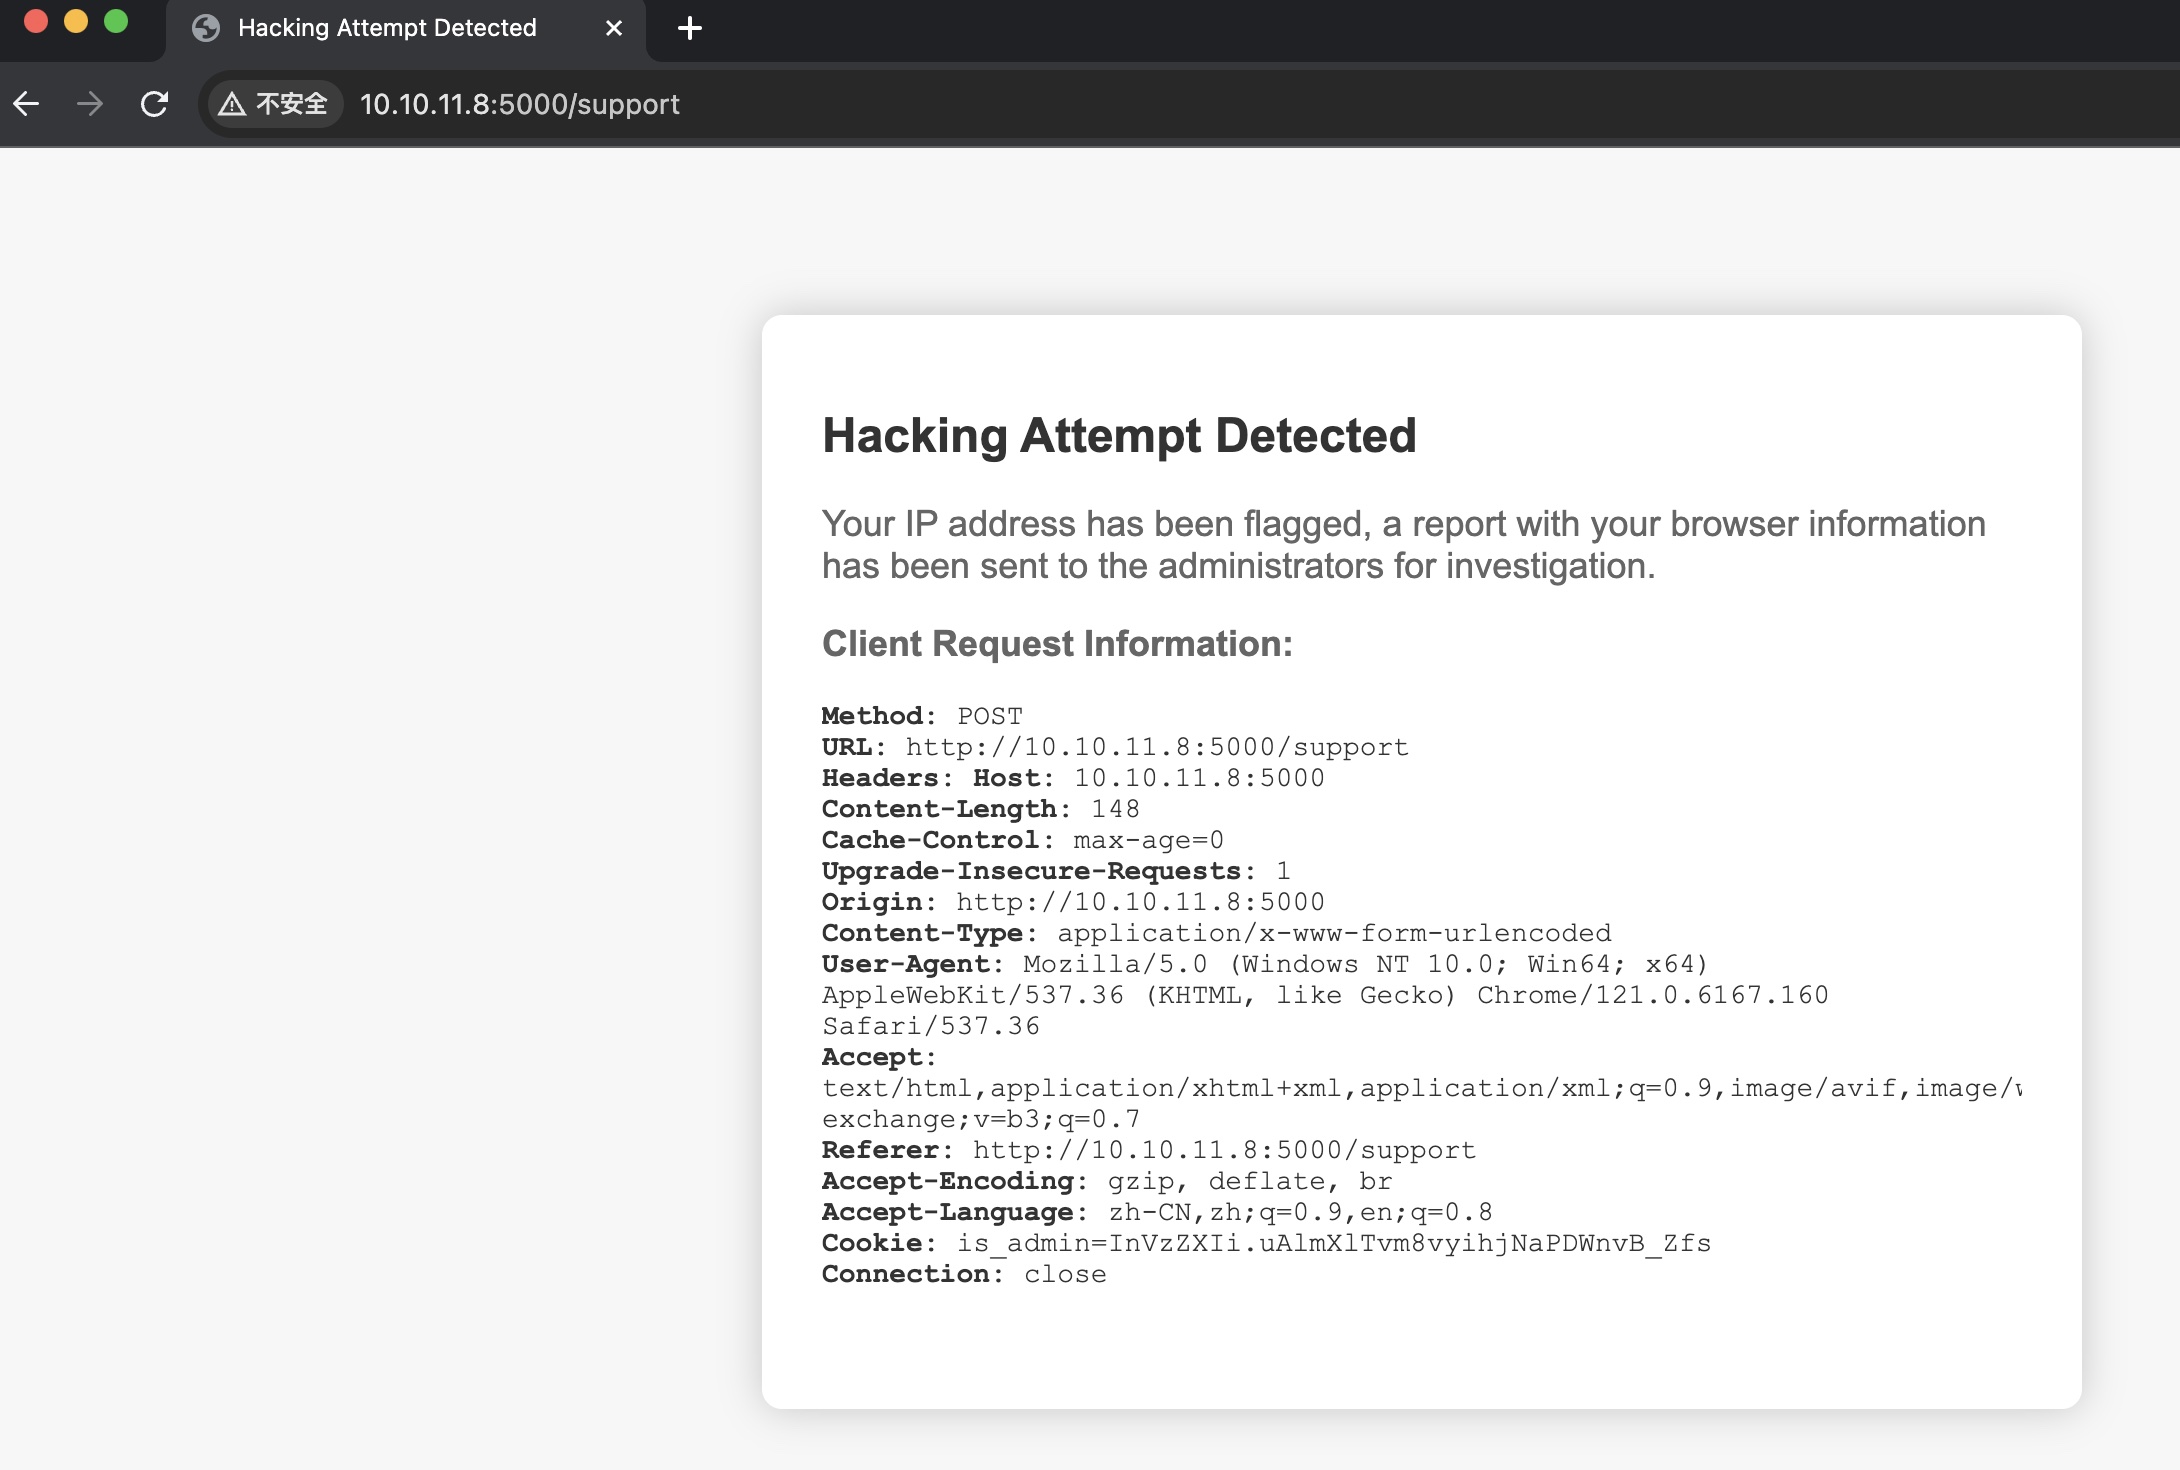 Hacking Attempt Detected
不安全 10.10.11.8:5000/support
Hacking Attempt Detected
Your IP address has been flagged, a report with your browser information
has been sent to the administrators for investigation.
Client Request Information:
Method: POST
URL: http://10.10.11.8:5000/support
Headers: Host: 10.10.11.8:5000
Content-Length: 148
Cache-Control: max-age=0
Upgrade-Insecure-Requests: 1
Origin: http://10.10.11.8:5000
Content-Type: application/x-www-form-urlencoded
User-Agent: Mozilla/5.0 (Windows NT 10.0; Win64; x64)
AppleWebKit/537.36 (KHTML, like Gecko) Chrome/121.0.6167.160
Safari/537.36
Accept:
text/html,application/xhtml+xml,application/xml;q=0.9,image/avif,image/
exchange;v=b3;q=0.7
Referer: http://10.10.11.8:5000/support
Accept-Encoding: gzip, deflate, br
Accept-Language: zh-CN,zh;q=0.9,en;q=0.8
Cookie: is_admin=InVzZXIi.uAlmXlTvm8vyihjNaPDWnvB_Zfs
Connection: close